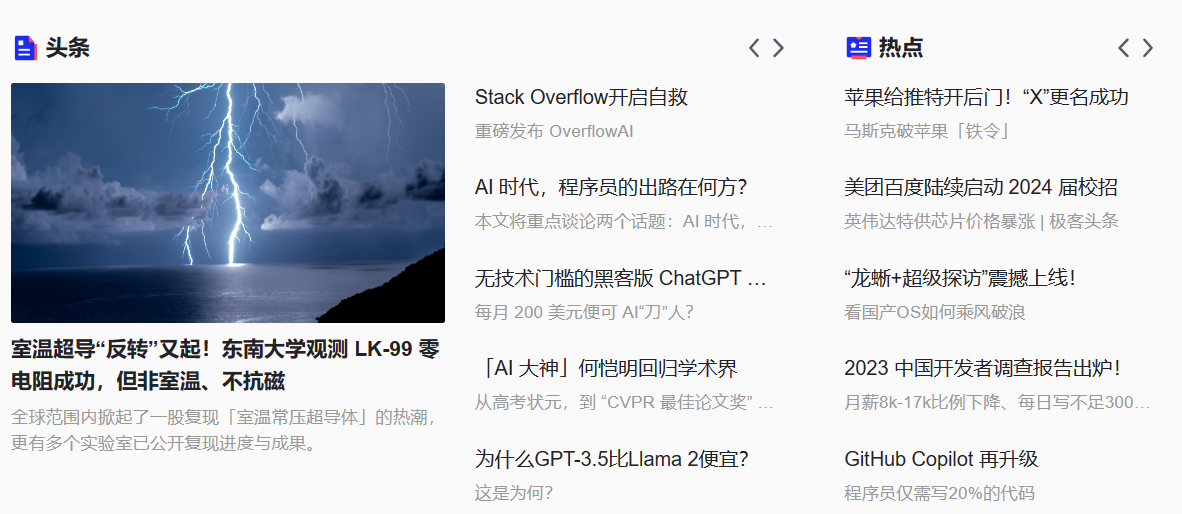 头条
室温超导“反转”又起！东南大学观测 LK-99 零
电阻成功，但非室温、不抗磁
全球范围内掀起了一股复现「室温常压超导体」的热潮，
更有多个实验室已公开复现进度与成果。
Stack Overflow开启自救
重磅发布 OverflowAI
AI 时代，程序员的出路在何方？
本文将重点谈论两个话题：AI 时代，…
无技术门槛的黑客版 ChatGPT …
每月 200 美元便可 AI“刀”人？
「AI 大神」何恺明回归学术界
从高考状元，到 “CVPR 最佳论文奖” …
为什么GPT-3.5比Llama 2便宜？
这是为何？
热点
苹果给推特开后门！“X”更名成功
马斯克破苹果「铁令」
美团百度陆续启动 2024 届校招
英伟达特供芯片价格暴涨 | 极客头条
“龙蜥+超级探访”震撼上线！
看国产OS如何乘风破浪
2023 中国开发者调查报告出炉！
月薪8k-17k比例下降、每日写不足300…
GitHub Copilot 再升级
程序员仅需写20%的代码